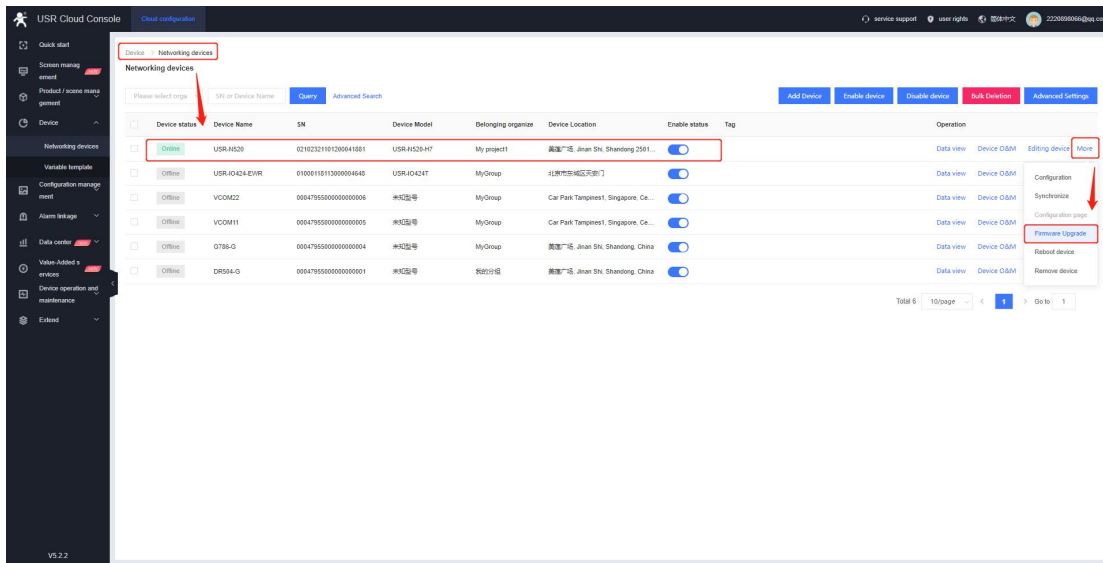 USR Cloud Console
Cloud configuration
service support
user rights
简体中文
2220898066@qq.co
Quick start
Screen manag
ement
Product / scene mana
gement
Device
Networking devices
Variable template
Configuration manage
ment
Alarm linkage
Data center
Value-Added s
ervices
Device operation and
maintenance
Extend
V5.2.2
Device > Networking devices
Networking devices
Please select orga
SN or Device Name
Query
Advanced Search
Add Device
Enable device
Disable device
Bulk Deletion
Advanced Settings
Device status Device Name SN Device Model Belonging organize Device Location Enable status Tag Operation
Online USR-N520 02102321101200041881 USR-N520-H7 My project1 Jinan Shi, Shandong 2501... Data view Device O&M Editing device More
Offline USR-IO424-EWR 01000118113000004648 USR-IO424T MyGroup 北京市东城区天安门 Data view Device O&M
Offline VCOM22 00047955000000000006 未知型号 MyGroup Car Park Tampines1, Singapore, Ce... Data view Device O&M
Offline VCOM11 00047955000000000005 未知型号 MyGroup Car Park Tampines1, Singapore, Ce... Data view Device O&M
Offline G786-G 00047955000000000004 未知型号 MyGroup Jinan Shi, Shandong, China Data view Device O&M
Offline DR504-G 00047955000000000001 未知型号 我的分组 Jinan Shi, Shandong, China Data view Device O&M
Configuration
Synchronize
Configuration page
Firmware Upgrade
Reboot device
Remove device
Total 6 10/page < 1 > Go to 1